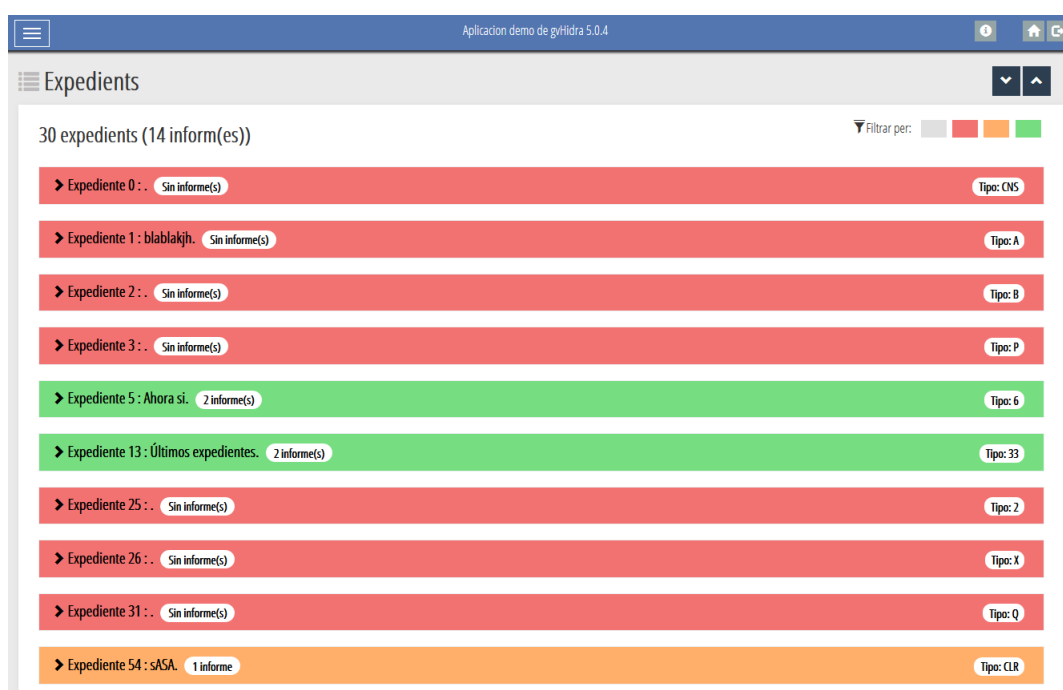 Aplicacion demo de gvHidra 5.0.4
Expedients
30 expedients (14 inform(es))
Filtrar per:
Expediente 0 : . Sin informe(s) Tipo: CNS
Expediente 1 : blablakjh. Sin informe(s) Tipo: A
Expediente 2 : . Sin informe(s) Tipo: B
Expediente 3 : . Sin informe(s) Tipo: P
Expediente 5 : Ahora si. 2 informe(s) Tipo: 6
Expediente 13 : Últimos expedientes. 2 informe(s) Tipo: 33
Expediente 25 : . Sin informe(s) Tipo: 2
Expediente 26 : . Sin informe(s) Tipo: X
Expediente 31 : . Sin informe(s) Tipo: Q
Expediente 54 : sASA. 1 informe Tipo: CLR